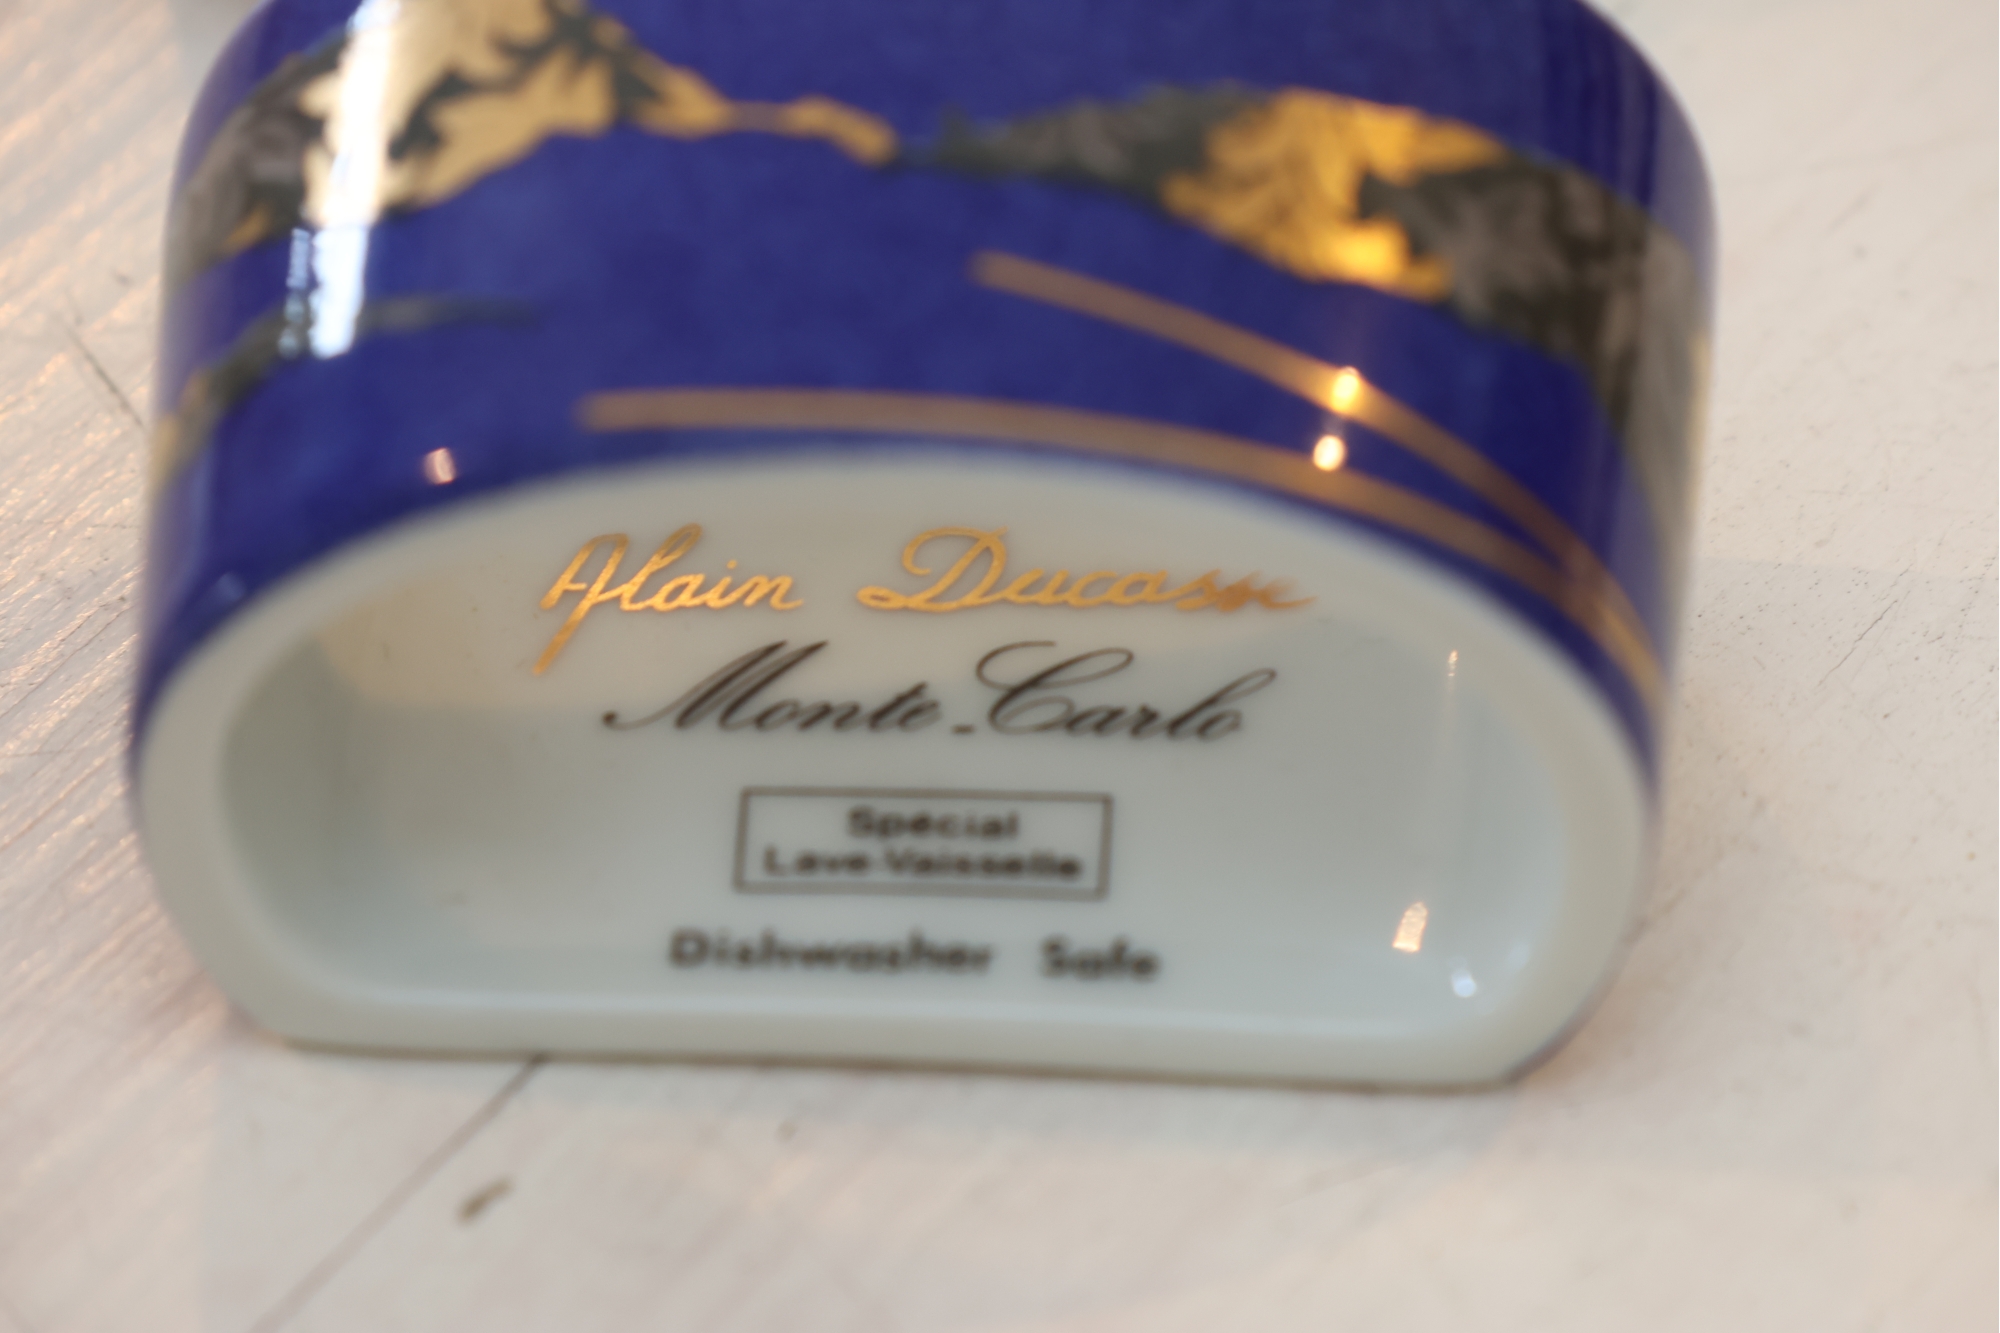 Alain Ducasse
Monte-Carlo
Spécial
Lave-Vaisselle
Dishwasher Safe